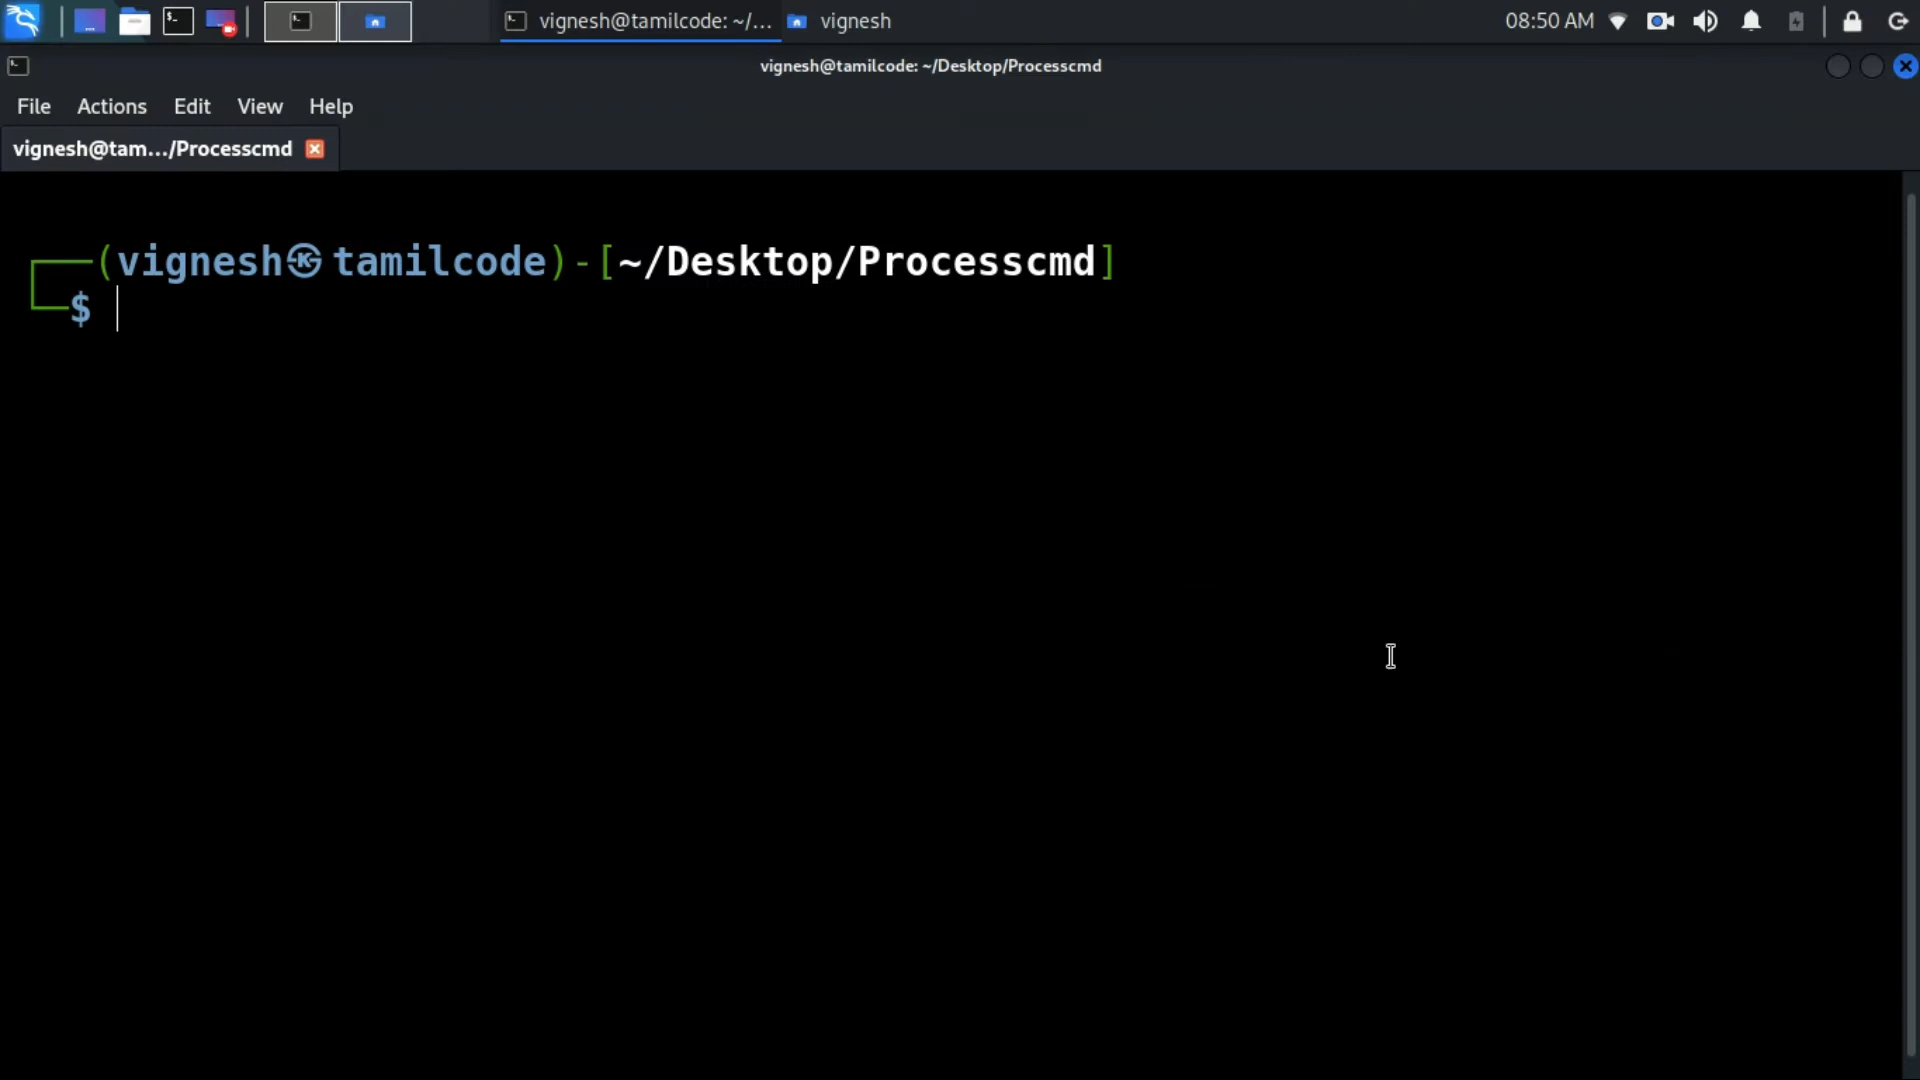 vignesh@tamilcode: ~/... vignesh 08:50 AM
vignesh@tamilcode: ~/Desktop/Processcmd
File Actions Edit View Help
vignesh@tam.../Processcmd
┌──(vignesh㉿tamilcode)-[~/Desktop/Processcmd]
└─$